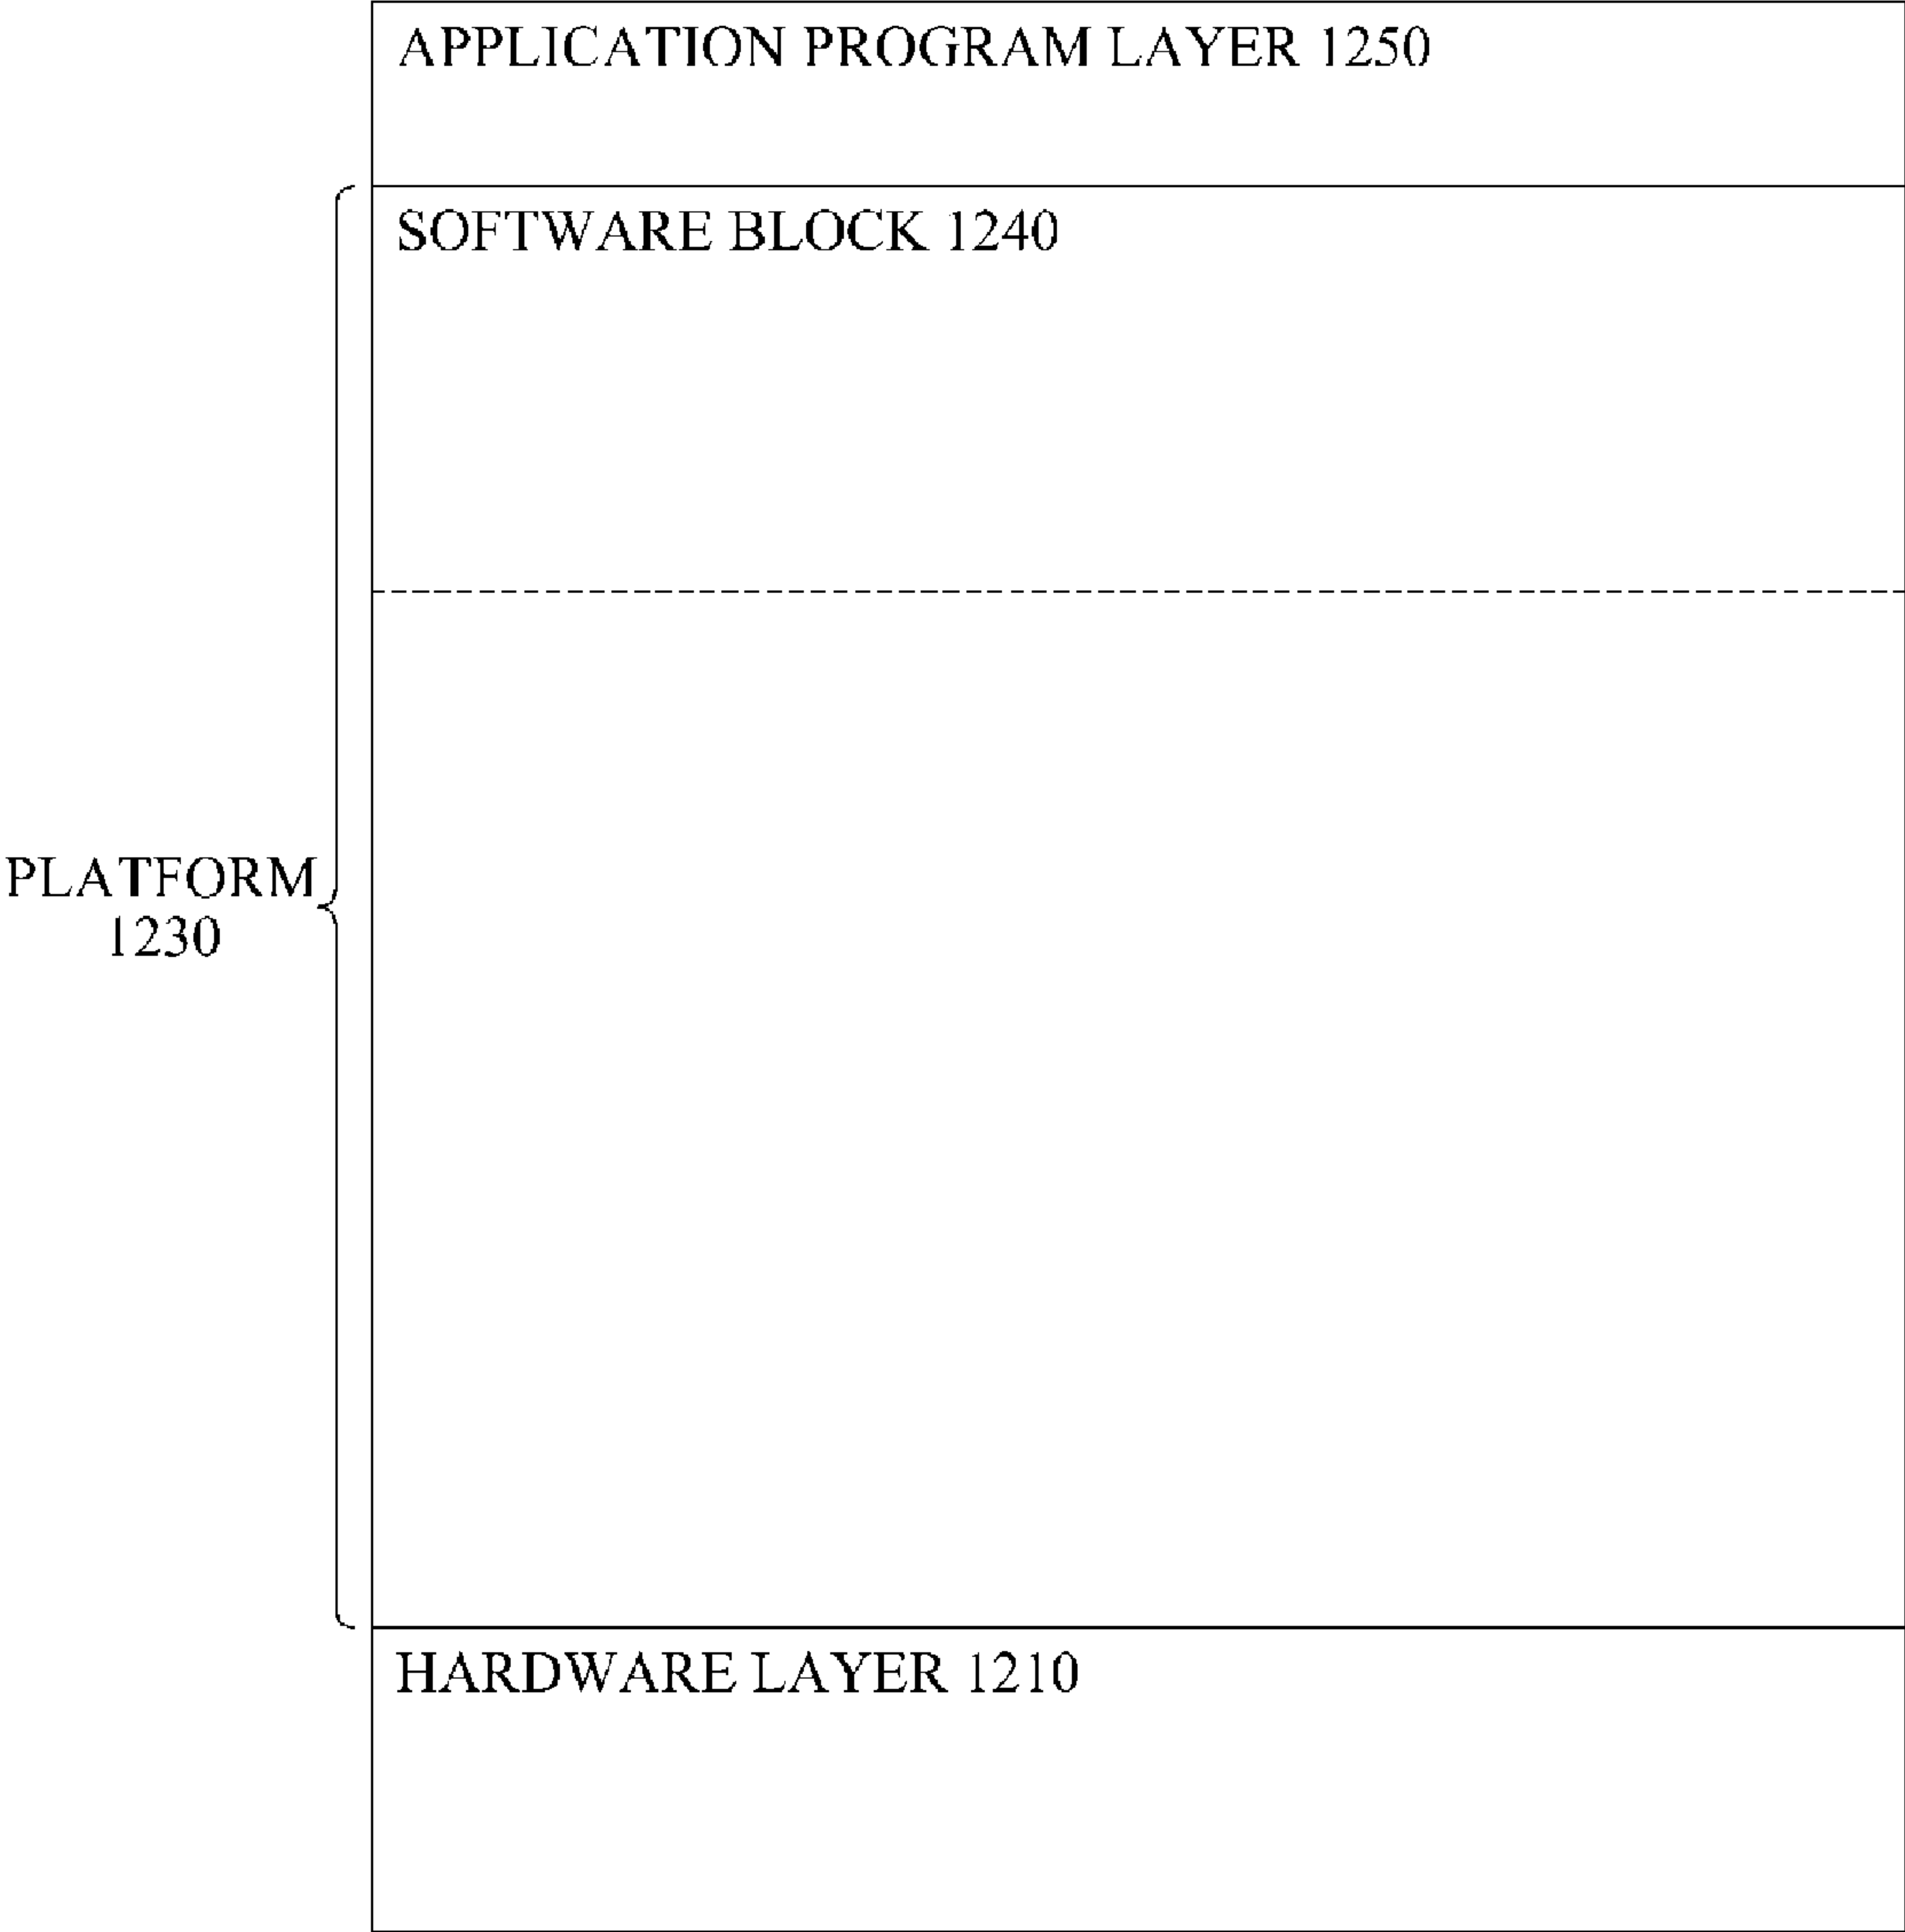 APPLICATION PROGRAM LAYER 1250
SOFTWARE BLOCK 1240
PLATFORM
1230
HARDWARE LAYER 1210